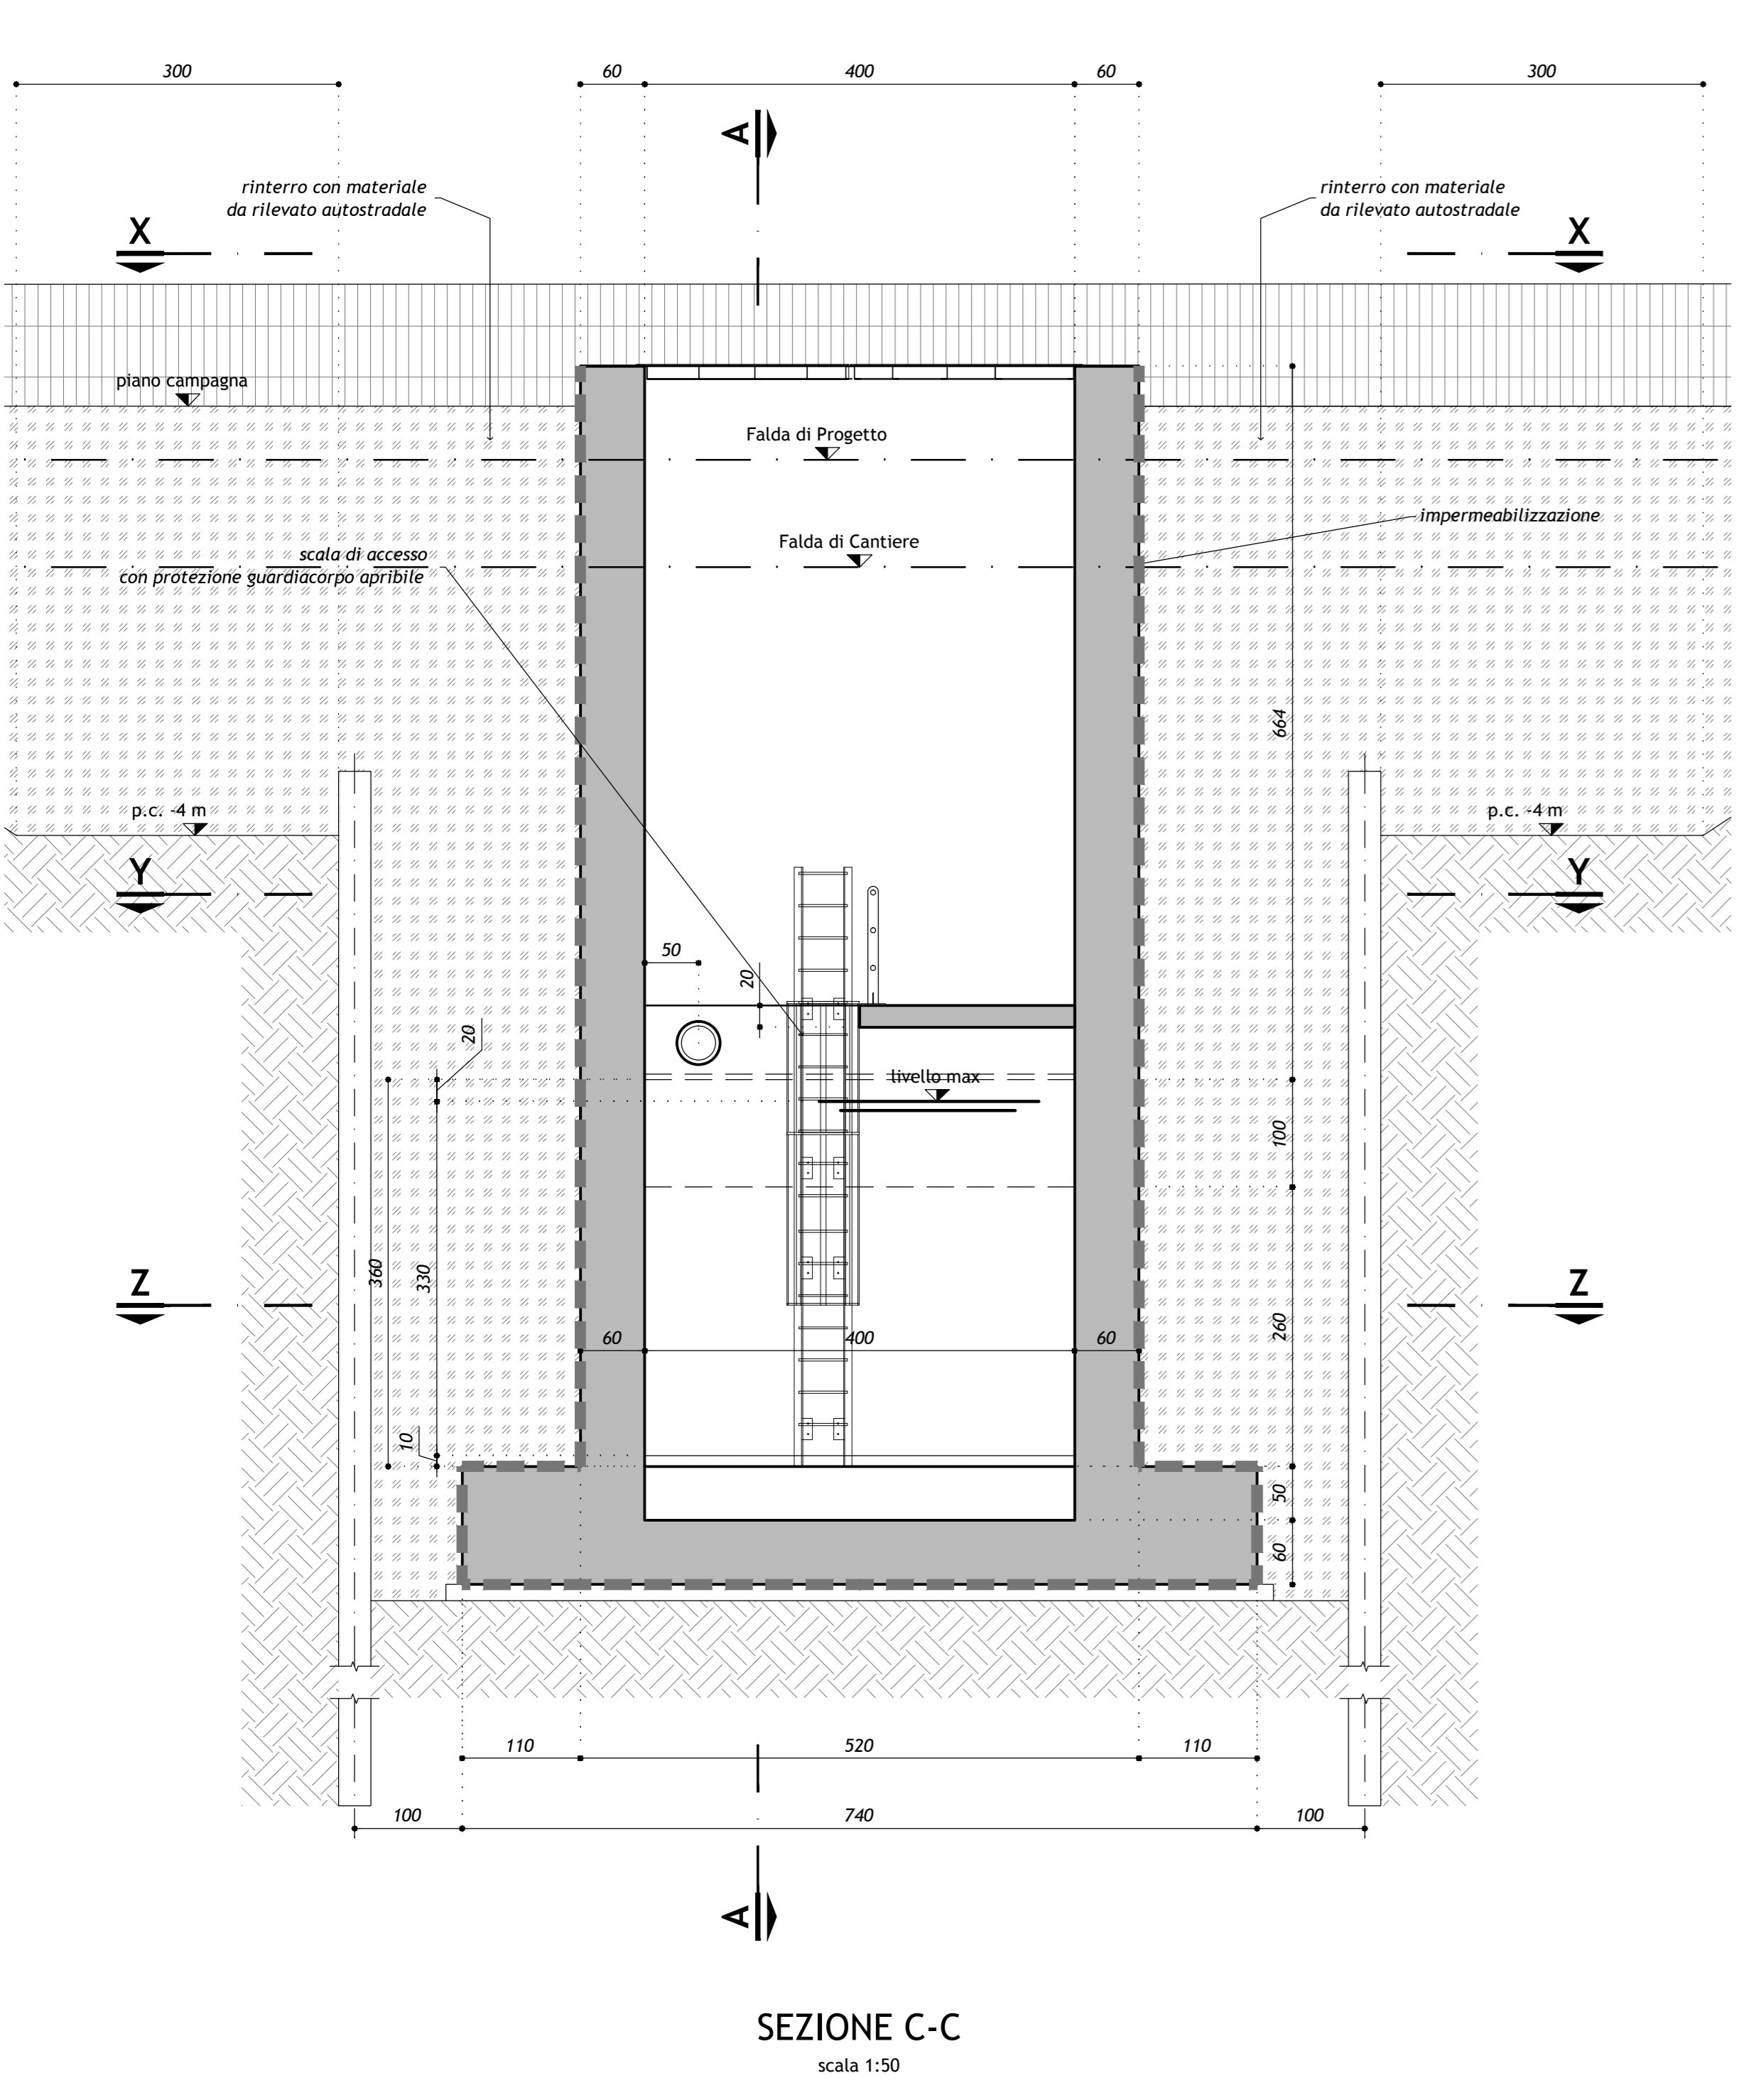 300
60
400
60
300
A
rinterro con materiale
da rilevato autostradale
rinterro con materiale
da rilevato autostradale
X
X
piano campagna
Falda di Progetto
impermeabilizzazione
Falda di Cantiere
scala di accesso
con protezione guardiacorpo apribile
664
p.c. -4 m
p.c. -4 m
Y
Y
50
20
20
livello max
100
360
330
Z
Z
260
60
400
60
10
50
60
110
520
110
100
740
100
A
SEZIONE C-C
scala 1:50